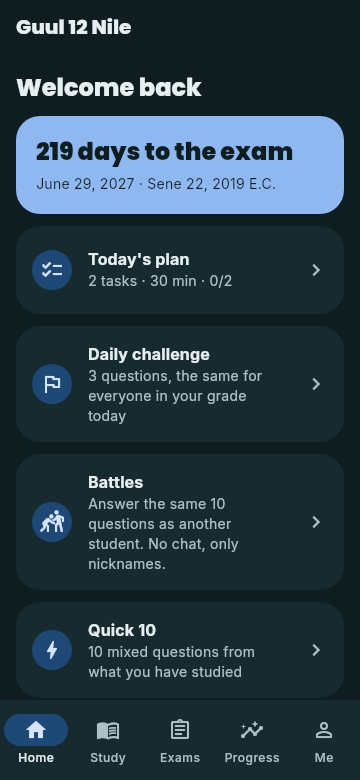 Guul 12 Nile
Welcome back
219 days to the exam
June 29, 2027 · Sene 22, 2019 E.C.
Today's plan
2 tasks · 30 min · 0/2
Daily challenge
3 questions, the same for
everyone in your grade
today
Battles
Answer the same 10
questions as another
student. No chat, only
nicknames.
Quick 10
10 mixed questions from
what you have studied
Home
Study
Exams
Progress
Me